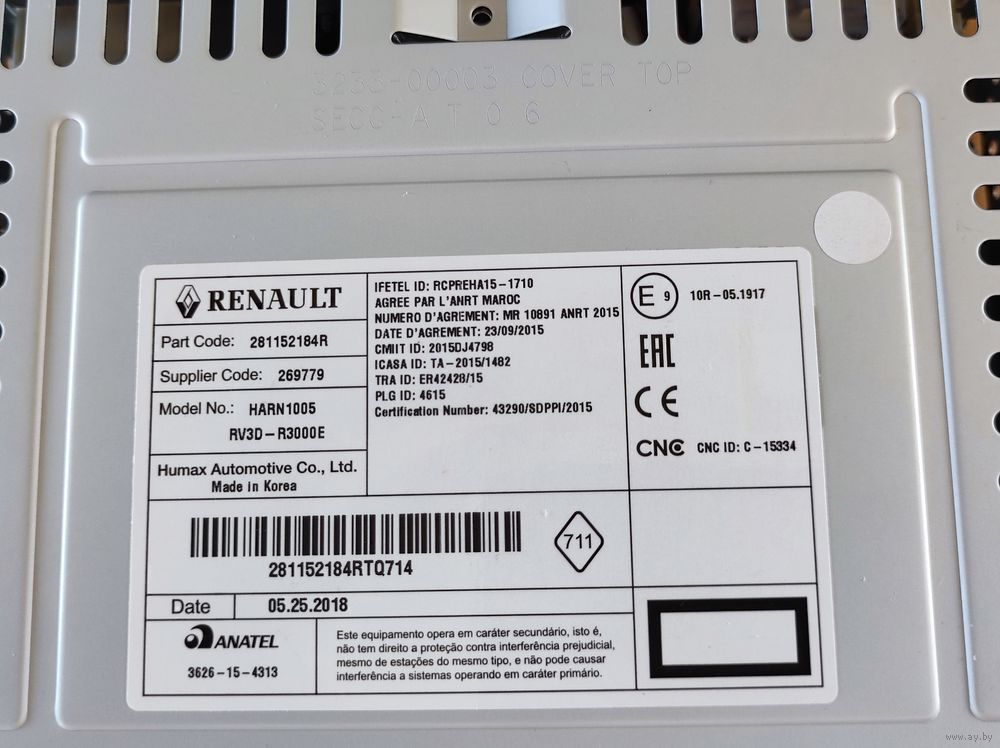 3233-00003 COVER TOP
SECC-A T 0 6
RENAULT
Part Code: 281152184R
Supplier Code: 269779
Model No.: HARN1005
RV3D-R3000E
Humax Automotive Co., Ltd.
Made in Korea
IFETEL ID: RCPREHA15-1710
AGREE PAR L'ANRT MAROC
NUMERO D'AGREMENT: MR 10891 ANRT 2015
DATE D'AGREMENT: 23/09/2015
CMIIT ID: 2015DJ4798
ICASA ID: TA-2015/1482
TRA ID: ER42428/15
PLG ID: 4615
Certification Number: 43290/SDPPI/2015
E 9 10R-05.1917
EAC
CE
CNC CNC ID: C-15334
281152184RTQ714
711
Date 05.25.2018
ANATEL
3626-15-4313
Este equipamento opera em caráter secundário, isto é,
não tem direito a proteção contra interferência prejudicial,
mesmo de estações do mesmo tipo, e não pode causar
interferência a sistemas operando em caráter primário.
www.ay.by